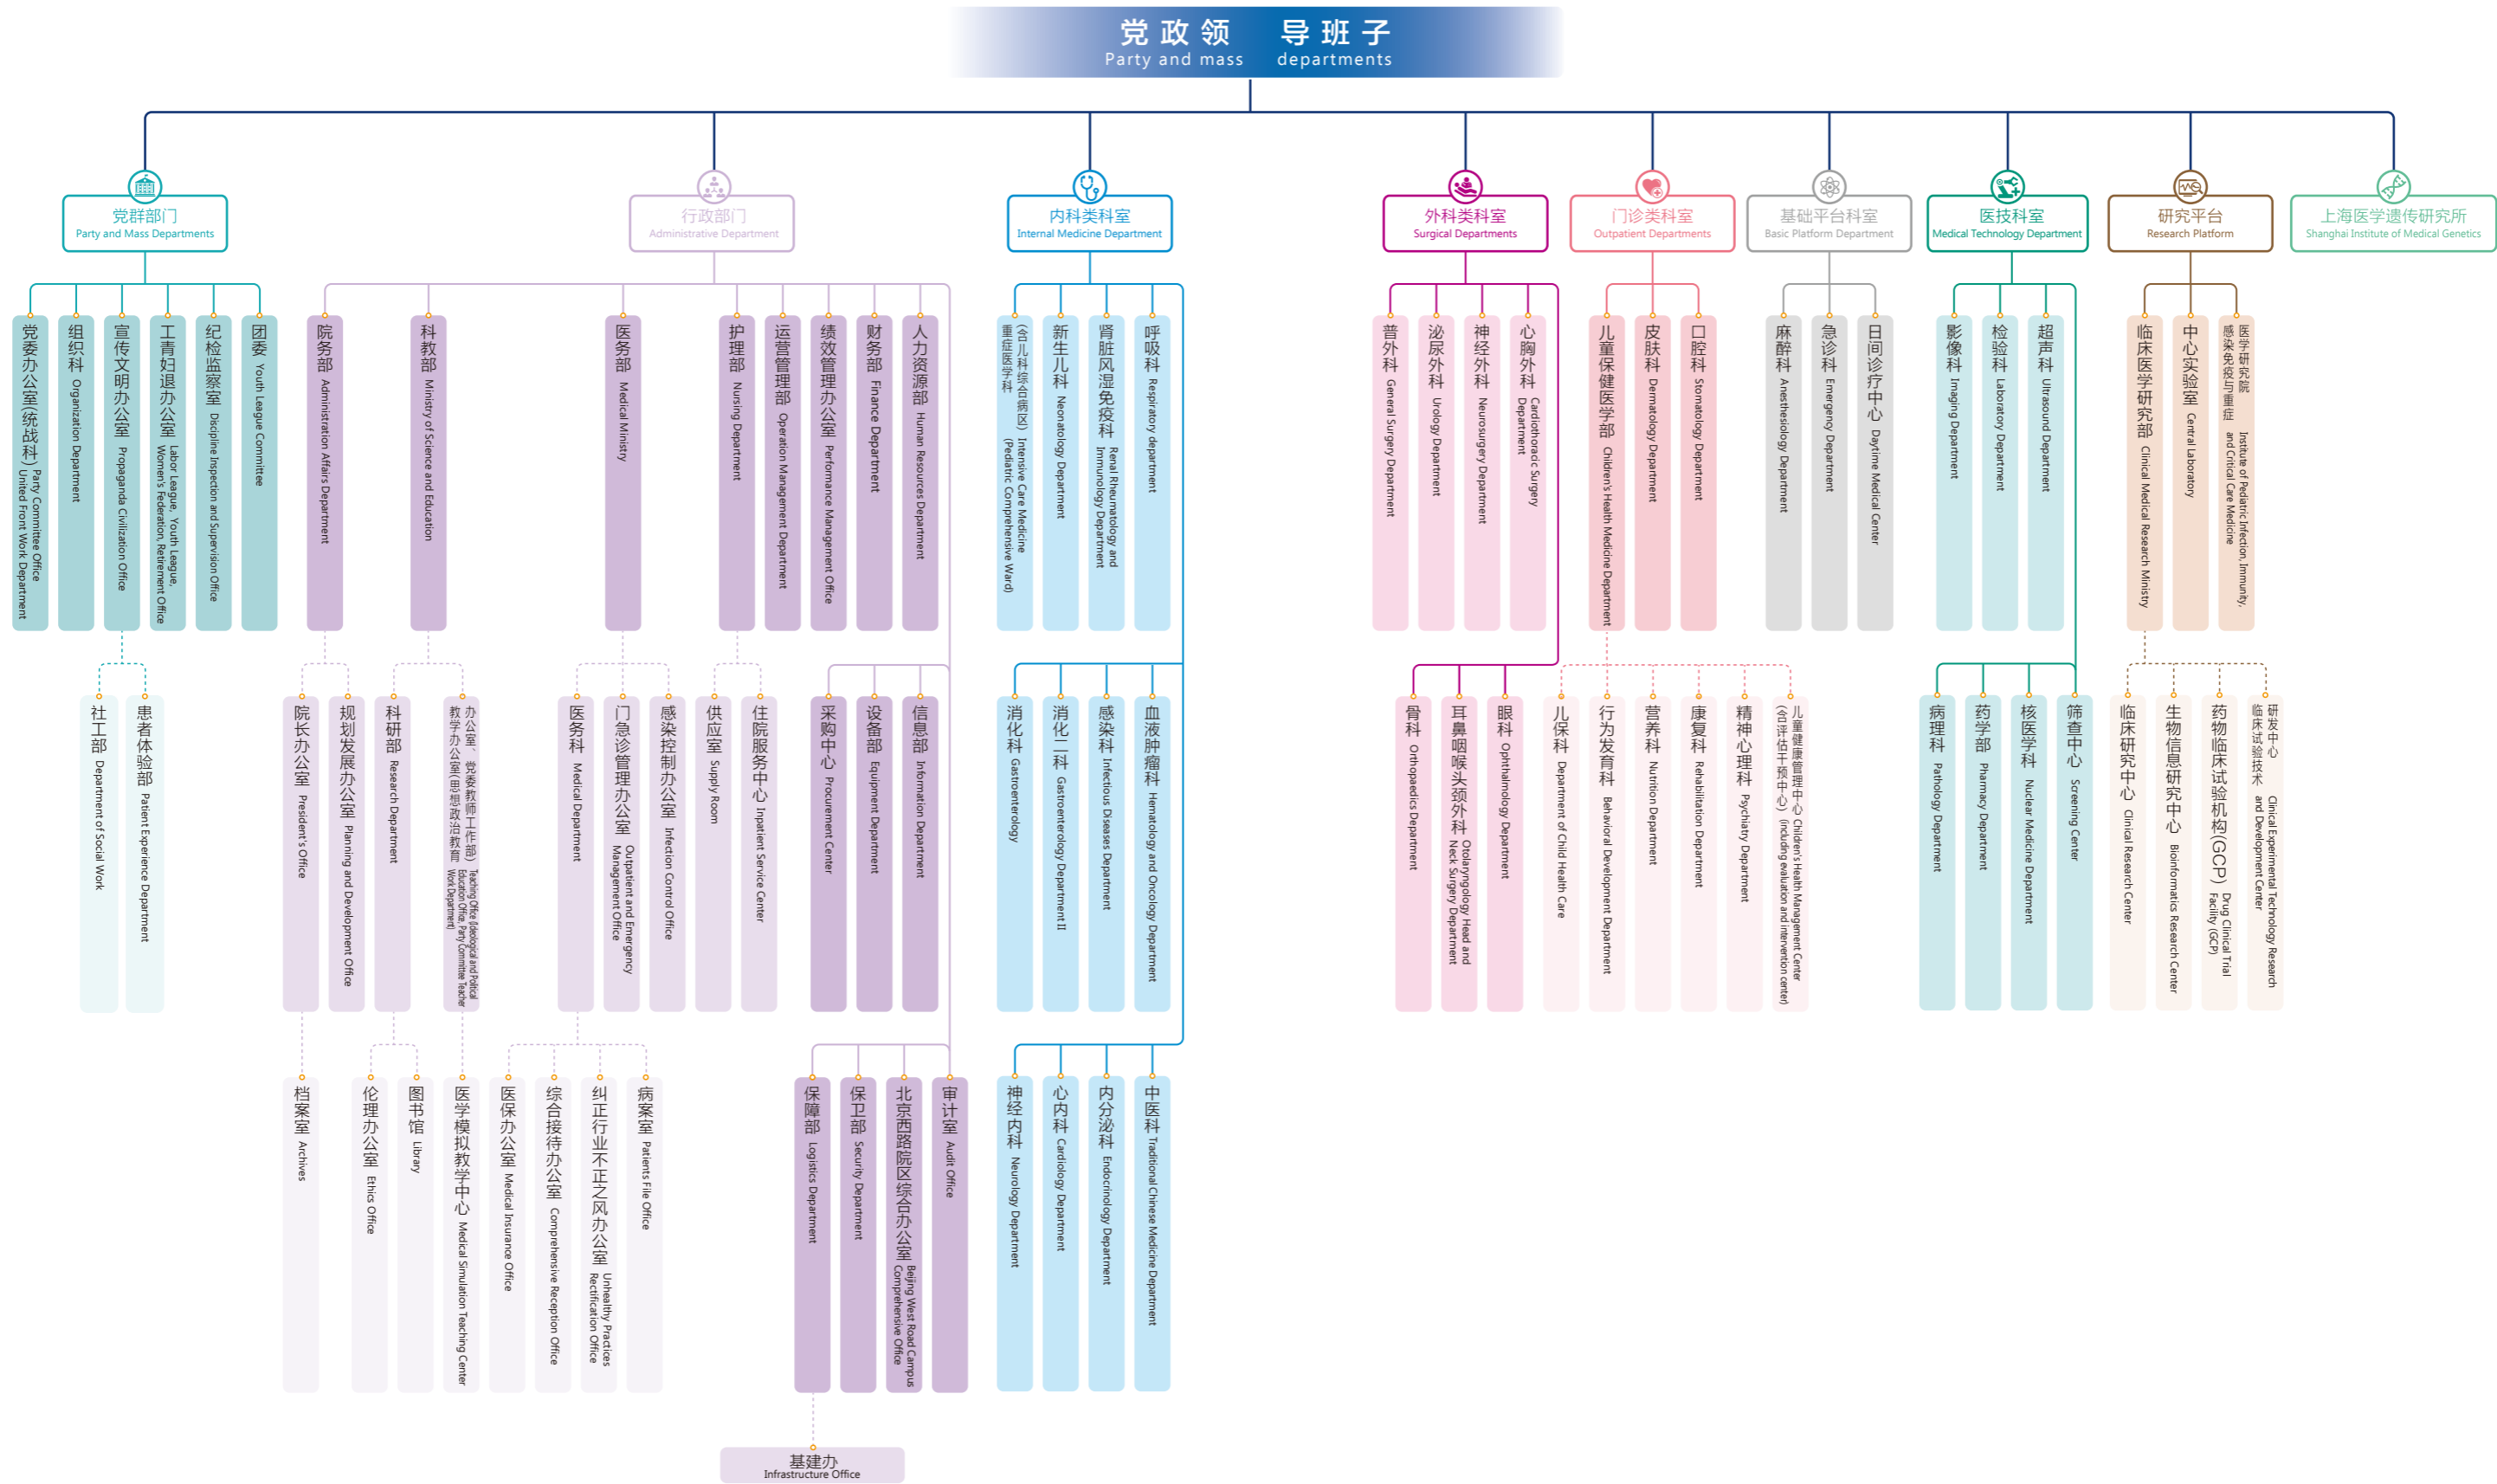 党政领 导班子
Party and mass departments
党群部门
Party and Mass Departments
行政部门
Administrative Department
内科类科室
Internal Medicine Department
外科类科室
Surgical Departments
门诊类科室
Outpatient Departments
基础平台科室
Basic Platform Department
医技科室
Medical Technology Department
研究平台
Research Platform
上海医学遗传研究所
Shanghai Institute of Medical Genetics
党委办公室(统战科)
Party Committee Office
United Front Work Department
组织科 Organization Department
宣传文明办公室 Propaganda Civilization Office
工青妇退办公室
Labor League, Youth League,
Women's Federation, Retirement Office
纪检监察室 Discipline Inspection and Supervision Office
团委 Youth League Committee
院务部 Administration Affairs Department
科教部 Ministry of Science and Education
医务部 Medical Ministry
护理部 Nursing Department
运营管理部 Operation Management Department
绩效管理办公室 Perfomance Management Office
财务部 Finance Department
人力资源部 Human Resources Department
重症医学科
(含儿科综合病区)
Intensive Care Medicine
(Pediatric Comprehensive Ward)
新生儿科 Neonatology Department
肾脏风湿免疫科
Renal Rheumatology and
Immunology Department
呼吸科 Respiratory department
普外科 General Surgery Department
泌尿外科 Urology Department
神经外科 Neurosurgery Department
心胸外科
Cardiothoracic Surgery
Department
儿童保健医学部 Children's Health Medicine Department
皮肤科 Dermatology Department
口腔科 Stomatology Department
麻醉科 Anesthesiology Department
急诊科 Emergency Department
日间诊疗中心 Daytime Medical Center
影像科 Imaging Department
检验科 Laboratory Department
超声科 Ultrasound Department
临床医学研究部 Clinical Medical Research Ministry
中心实验室 Central Laboratory
感染免疫与重症
医学研究院
Institute of Pediatric Infection, Immunity,
and Critical Care Medicine
社工部 Department of Social Work
患者体验部 Patient Experience Department
院长办公室 President's Office
规划发展办公室 Planning and Development Office
科研部 Research Department
教学办公室(思想政治教育
办公室、党委教师工作部)
Teaching Office (Ideological and Political
Education Office, Party Committee Teacher
Work Department)
医务科 Medical Department
门急诊管理办公室
Outpatient and Emergency
Management Office
感染控制办公室 Infection Control Office
供应室 Supply Room
住院服务中心 Inpatient Service Center
采购中心 Procurement Center
设备部 Equipment Department
信息部 Information Department
消化科 Gastroenterology
消化二科 Gastroenterology Department II
感染科 Infectious Diseases Department
血液肿瘤科 Hematology and Oncology Department
骨科 Orthopaedics Department
耳鼻咽喉头颈外科
Otolaryngology Head and
Neck Surgery Department
眼科 Ophthalmology Department
儿保科 Department of Child Health Care
行为发育科 Behavioral Development Department
营养科 Nutrition Department
康复科 Rehabilitation Department
精神心理科 Psychiatry Department
儿童健康管理中心 Children's Health Management Center
(含评估干预中心) (including evaluation and intervention center)
病理科 Pathology Department
药学部 Pharmacy Department
核医学科 Nuclear Medicine Department
筛查中心 Screening Center
临床研究中心 Clinical Research Center
生物信息研究中心 Bioinformatics Research Center
药物临床试验机构(GCP)
Drug Clinical Trial
Facility (GCP)
临床试验技术
研发中心
Clinical Experimental Technology Research
and Development Center
档案室 Archives
伦理办公室 Ethics Office
图书馆 Library
医学模拟教学中心 Medical Simulation Teaching Center
医保办公室 Medical Insurance Office
综合接待办公室 Comprehensive Reception Office
纠正行业不正之风办公室
Unhealthy Practices
Rectification Office
病案室 Patients File Office
保障部 Logistics Department
保卫部 Security Department
北京西路院区综合办公室
Beijing West Road Campus
Comprehensive Office
审计室 Audit Office
神经内科 Neurology Department
心内科 Cardiology Department
内分泌科 Endocrinology Department
中医科 Traditional Chinese Medicine Department
基建办
Infrastructure Office